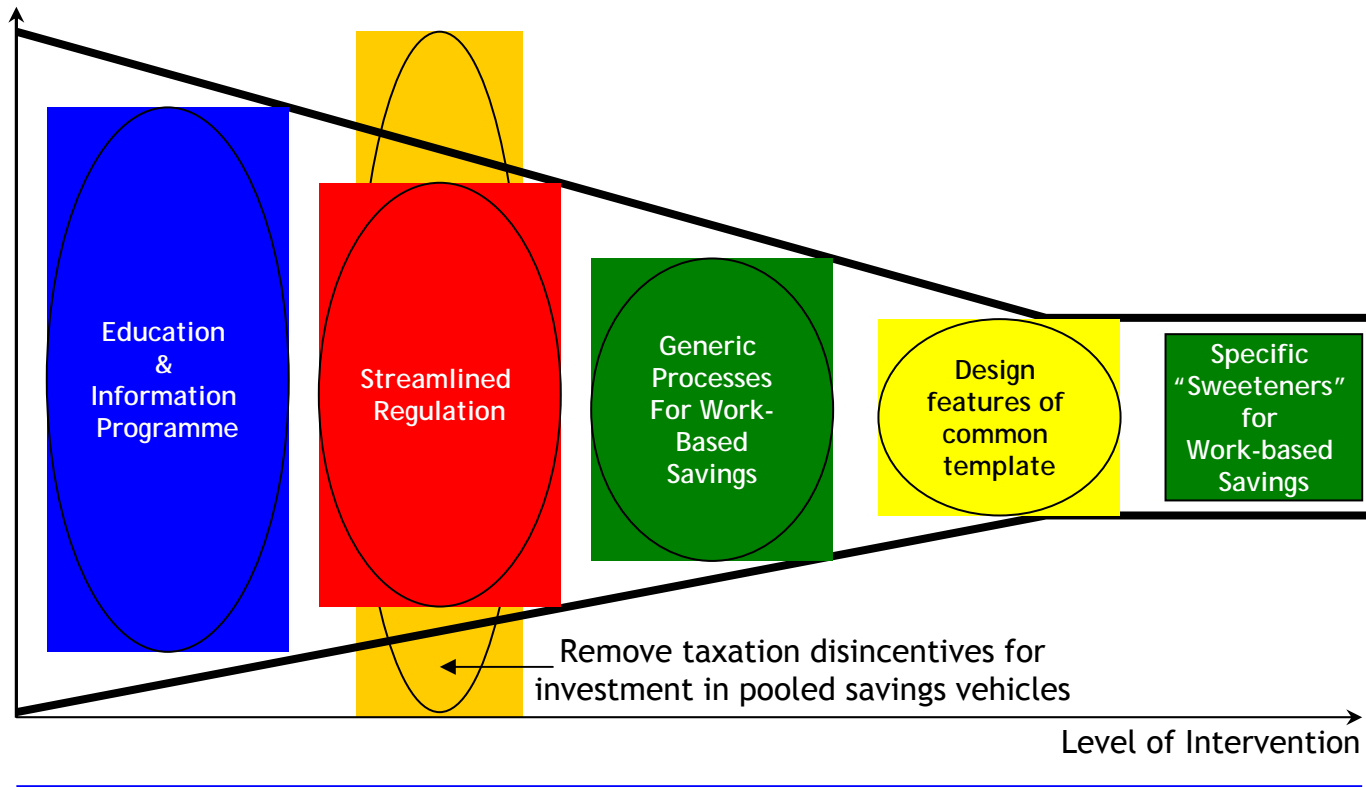 Education
&
Information
Programme
Streamlined
Regulation
Generic
Processes
For Work-
Based
Savings
Design
features of
common
template
Specific
“Sweeteners”
for
Work-based
Savings
Remove taxation disincentives for
investment in pooled savings vehicles
Level of Intervention